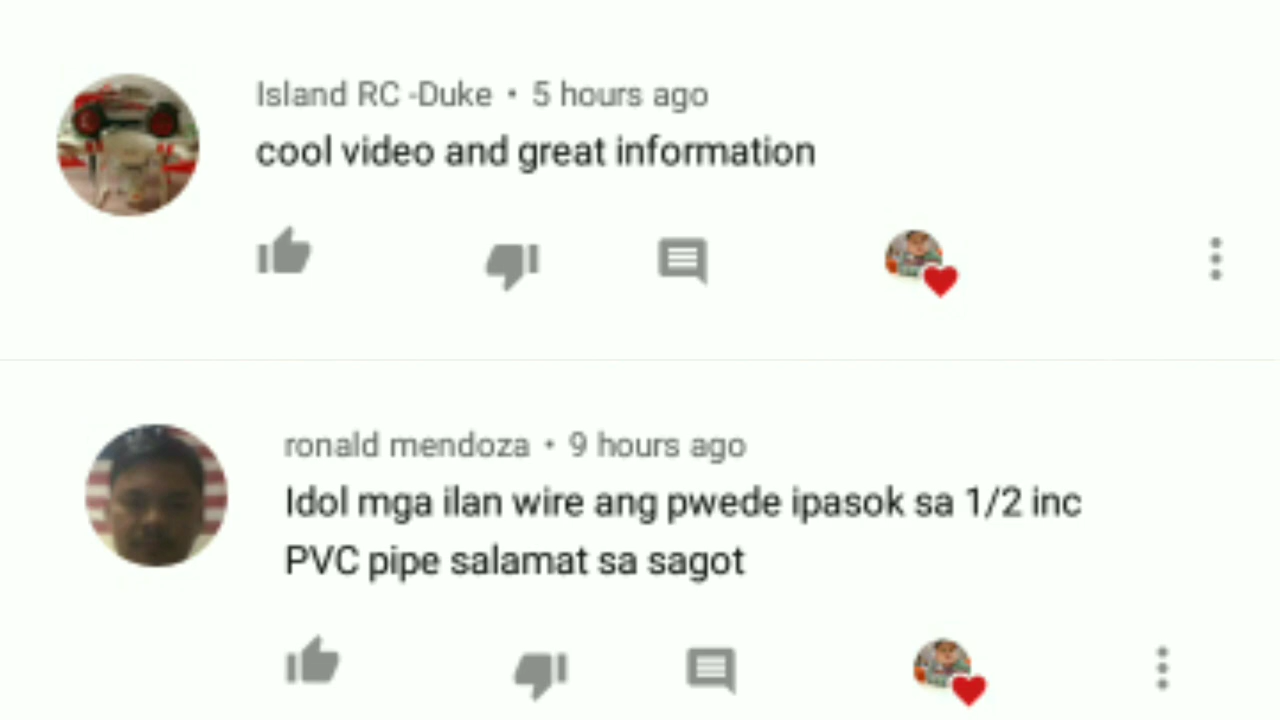 Island RC -Duke • 5 hours ago
cool video and great information
ronald mendoza • 9 hours ago
Idol mga ilan wire ang pwede ipasok sa 1/2 inc
PVC pipe salamat sa sagot